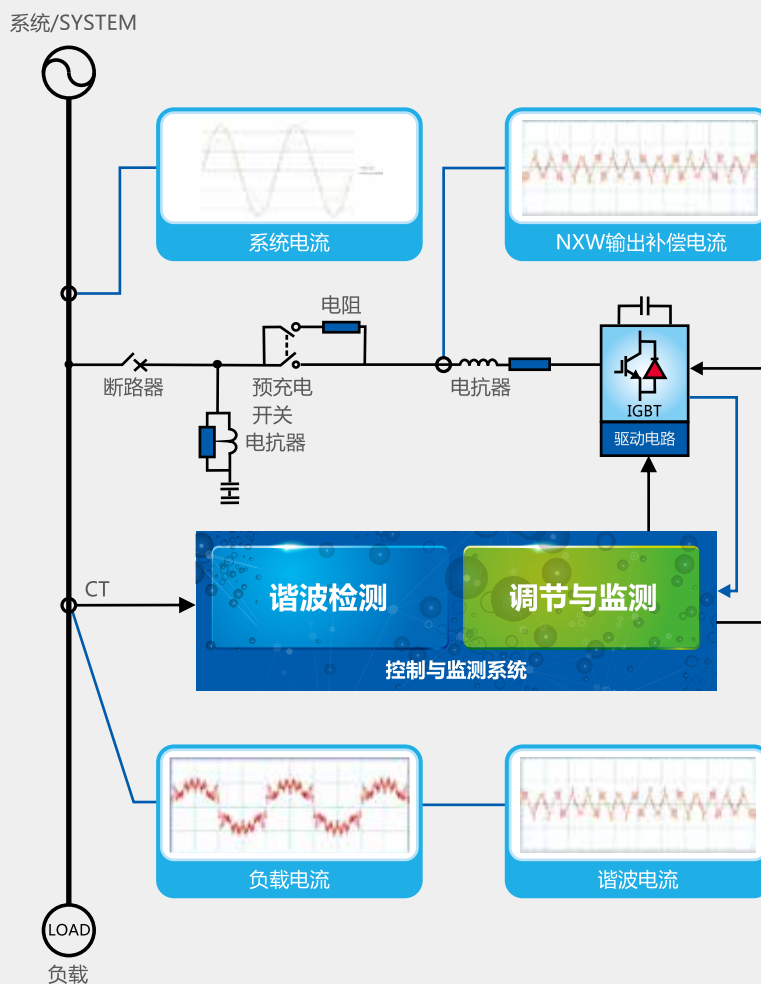 系统/SYSTEM
系统电流
NXW输出补偿电流
电阻
断路器
预充电
开关
电抗器
电抗器
IGBT
驱动电路
CT
谐波检测
调节与监测
控制与监测系统
负载电流
谐波电流
LOAD
负载